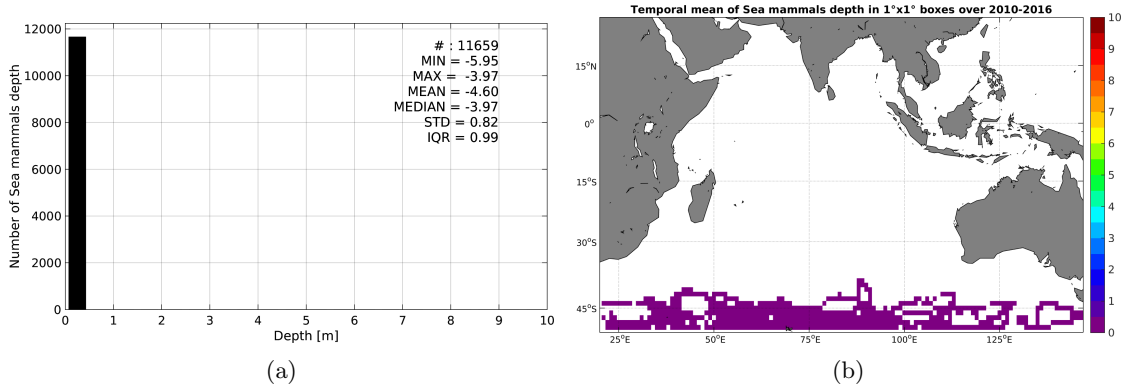 12000
10000
8000
6000
4000
2000
0
Number of Sea mammals depth
# : 11659
MIN = -5.95
MAX = -3.97
MEAN = -4.60
MEDIAN = -3.97
STD = 0.82
IQR = 0.99
0 1 2 3 4 5 6 7 8 9 10
Depth [m]
(a)
Temporal mean of Sea mammals depth in 1°x1° boxes over 2010-2016
15°N
0°
15°S
30°S
45°S
25°E 50°E 75°E 100°E 125°E
10
9
8
7
6
5
4
3
2
1
0
(b)